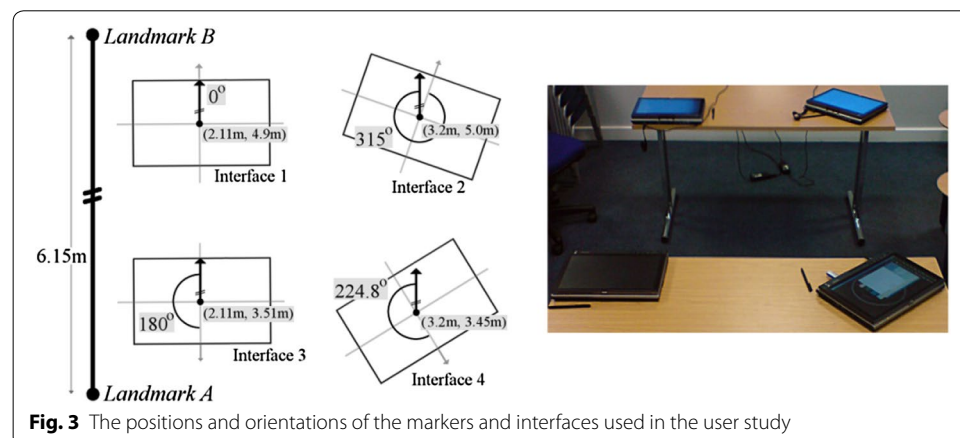 Landmark B
0°
(2.11m, 4.9m)
Interface 1
315°
(3.2m, 5.0m)
Interface 2
6.15m
180°
(2.11m, 3.51m)
Interface 3
224.8°
(3.2m, 3.45m)
Interface 4
Landmark A
Fig. 3 The positions and orientations of the markers and interfaces used in the user study